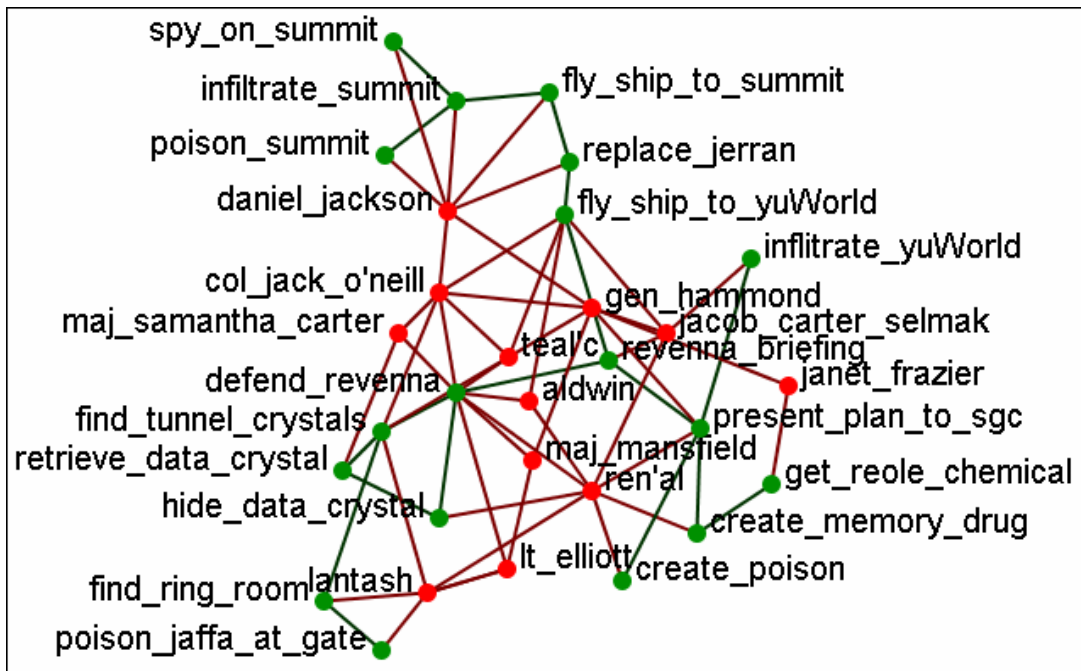 spy_on_summit
infiltrate_summit
fly_ship_to_summit
poison_summit
replace_jerran
daniel_jackson
fly_ship_to_yuWorld
inflitrate_yuWorld
col_jack_o'neill
gen_hammond
maj_samantha_carter
jacob_carter_selmak
teal'c
revenna_briefing
defend_revenna
aldwin
janet_frazier
find_tunnel_crystals
present_plan_to_sgc
retrieve_data_crystal
maj_mansfield
ren'al
get_reole_chemical
hide_data_crystal
create_memory_drug
lt_elliott
create_poison
find_ring_room
lantash
poison_jaffa_at_gate